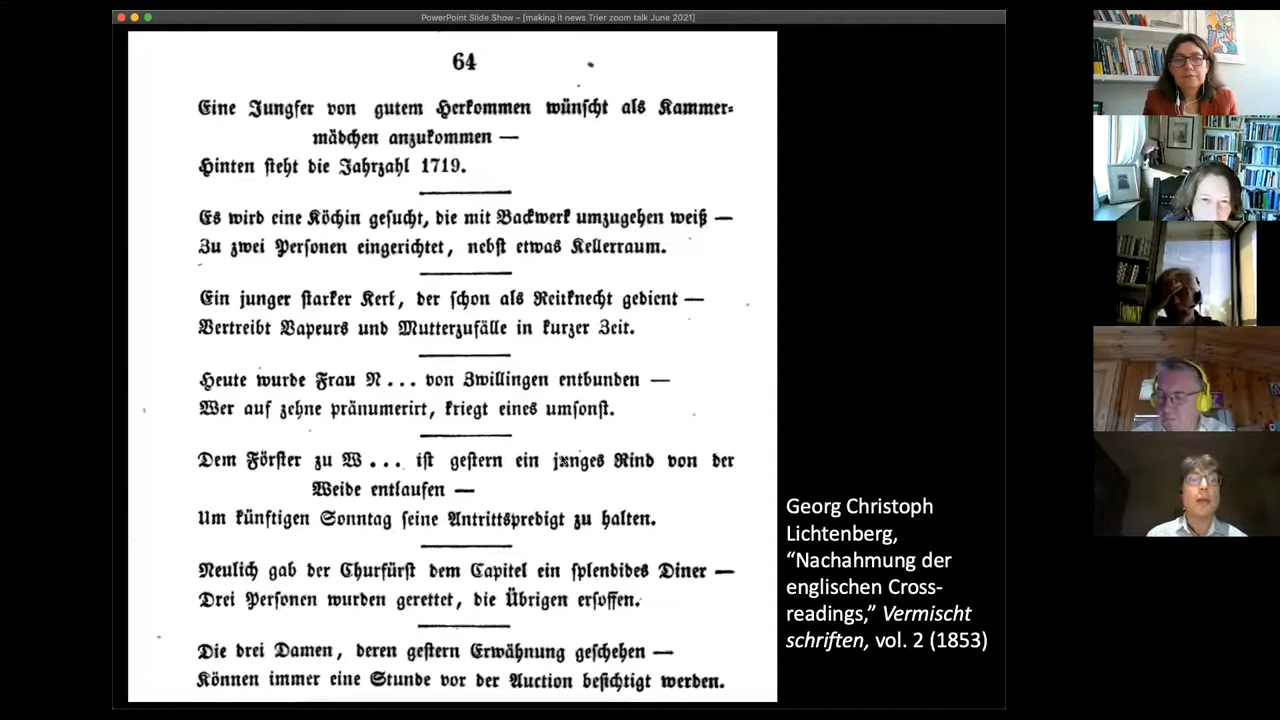 PowerPoint Slide Show – [making it news Trier zoom talk June 2021]
64
Eine Jungfer von gutem Herkommen wünscht als Kammer-
mädchen anzukommen —
Hinten steht die Jahrzahl 1719.
Es wird eine Köchin gesucht, die mit Backwerk umzugehen weiß —
Zu zwei Personen eingerichtet, nebst etwas Kellerraum.
Ein junger starker Kerl, der schon als Reitknecht gedient —
Vertreibt Vapeurs und Mutterzufälle in kurzer Zeit.
Heute wurde Frau N... von Zwillingen entbunden —
Wer auf zehne pränumerirt, kriegt eines umsonst.
Dem Förster zu W... ist gestern ein junges Rind von der
Weide entlaufen —
Um künftigen Sonntag seine Antrittspredigt zu halten.
Neulich gab der Churfürst dem Capitel ein splendides Diner —
Drei Personen wurden gerettet, die Übrigen ersoffen.
Die drei Damen, deren gestern Erwähnung geschehen —
Können immer eine Stunde vor der Auction besichtigt werden.
Georg Christoph
Lichtenberg,
“Nachahmung der
englischen Cross-
readings,” Vermischt
schriften, vol. 2 (1853)